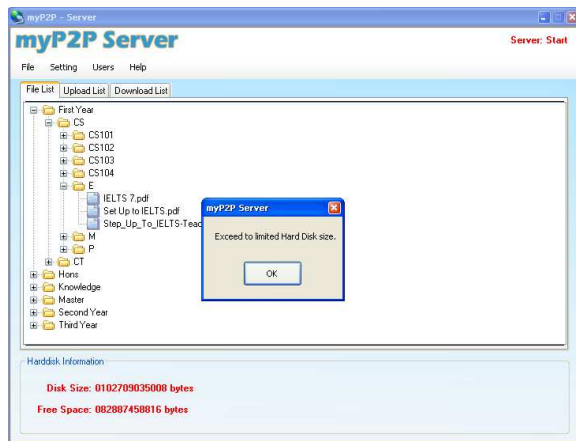 myP2P - Server
myP2P Server
Server: Start
File Setting Users Help
File List Upload List Download List
First Year
CS
CS101
CS102
CS103
CS104
E
IELTS 7.pdf
Set Up to IELTS.pdf
Step_Up_To_IELTS-Teac
M
P
CT
Hons
Knowledge
Master
Second Year
Third Year
myP2P Server
Exceed to limited Hard Disk size.
OK
Harddisk Information
Disk Size: 0102709035008 bytes
Free Space: 082887458816 bytes